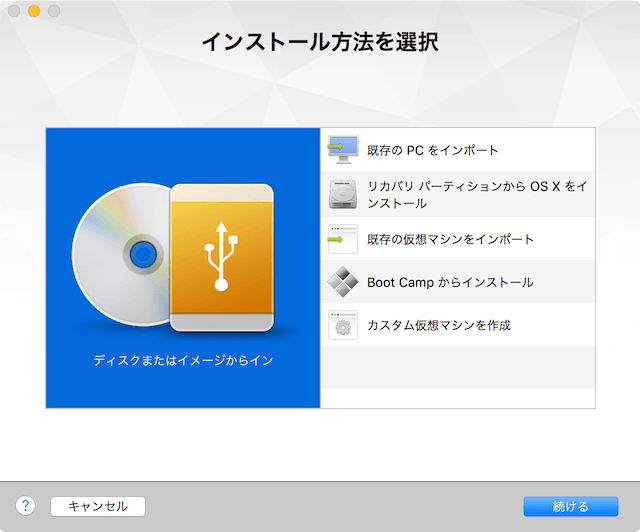 インストール方法を選択
ディスクまたはイメージからイン
既存の PC をインポート
リカバリ パーティションから OS X をイ
ンストール
既存の仮想マシンをインポート
Boot Camp からインストール
カスタム仮想マシンを作成
?
キャンセル
続ける